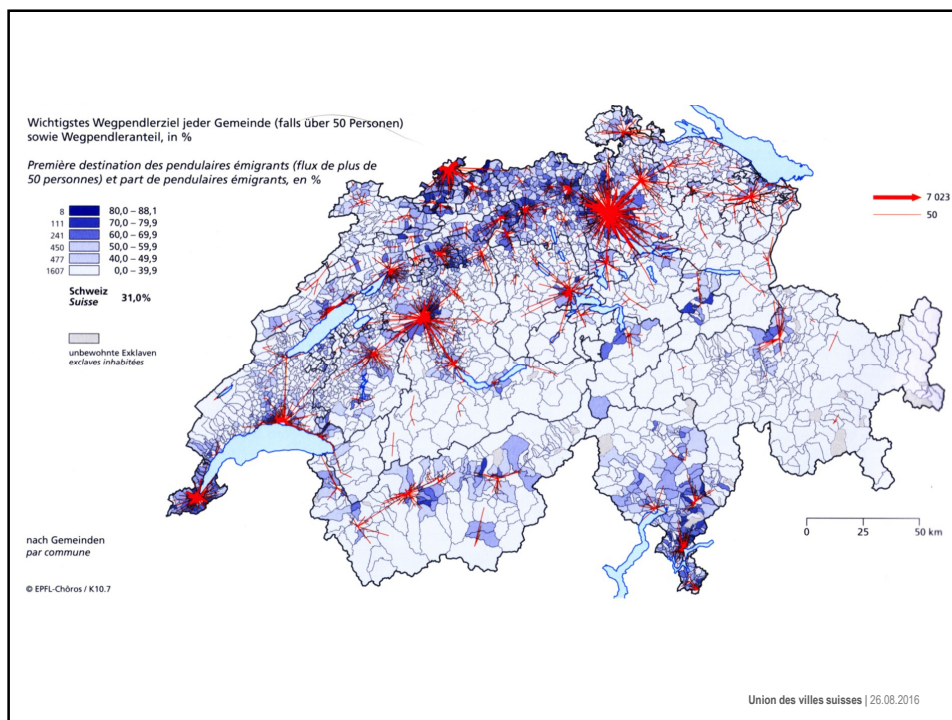 Wichtigstes Wegpendlerziel jeder Gemeinde (falls über 50 Personen)
sowie Wegpendleranteil, in %
Première destination des pendulaires émigrants (flux de plus de
50 personnes) et part de pendulaires émigrants, en %
8 80,0 – 88,1
111 70,0 – 79,9
241 60,0 – 69,9
450 50,0 – 59,9
477 40,0 – 49,9
1607 0,0 – 39,9
Schweiz
Suisse 31,0%
unbewohnte Exklaven
exclaves inhabitées
7 023
50
0 25 50 km
nach Gemeinden
par commune
© EPFL-Chôros / K10.7
Union des villes suisses | 26.08.2016